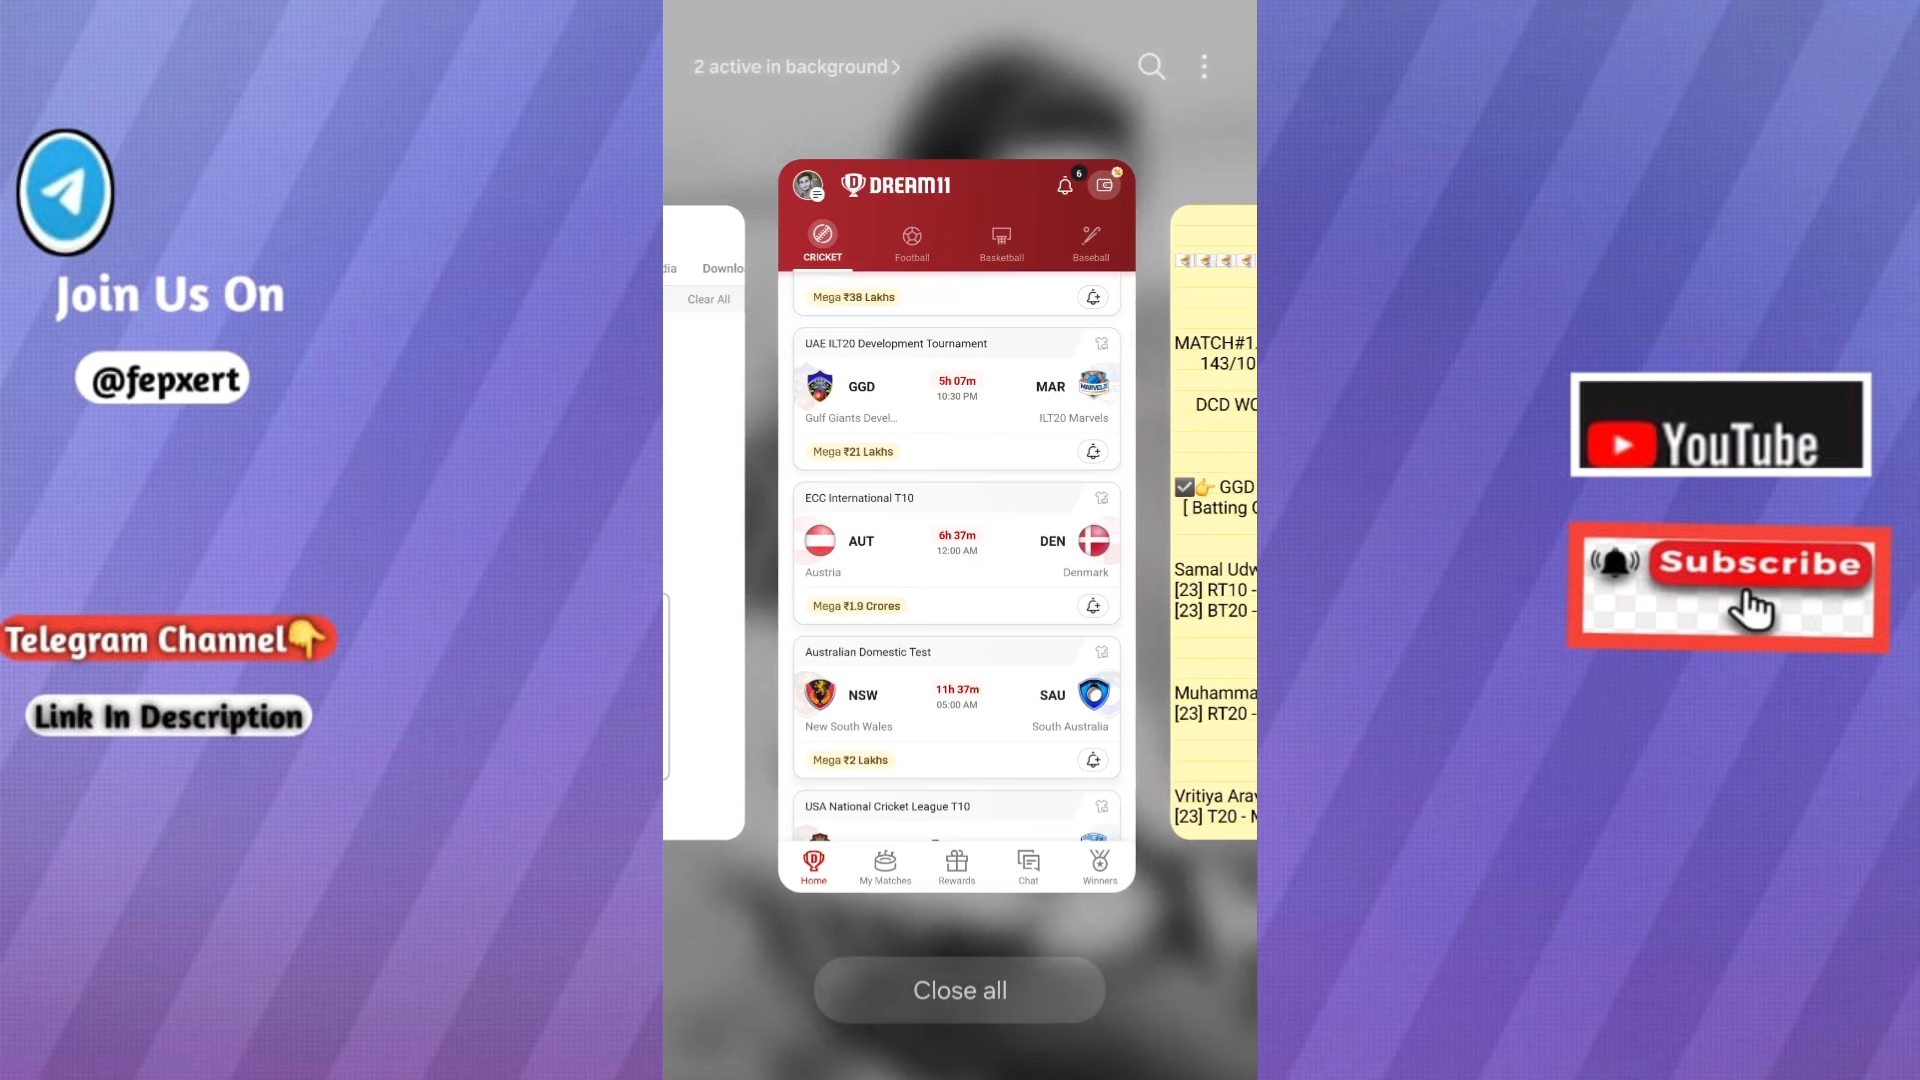 Join Us On
@fepxert
Telegram Channel👇
Link In Description
2 active in background >
dia Downlo
Clear All
DREAM11
6
CRICKET Football Basketball Baseball
Mega ₹38 Lakhs
UAE ILT20 Development Tournament
GGD 5h 07m MAR
10:30 PM
Gulf Giants Devel... ILT20 Marvels
Mega ₹21 Lakhs
ECC International T10
AUT 6h 37m DEN
12:00 AM
Austria Denmark
Mega ₹1.9 Crores
Australian Domestic Test
NSW 11h 37m SAU
05:00 AM
New South Wales South Australia
Mega ₹2 Lakhs
USA National Cricket League T10
Home My Matches Rewards Chat Winners
Close all
MATCH#1.
143/10
DCD WO
☑👉 GGD
[ Batting
Samal Udw
[23] RT10 -
[23] BT20 -
Muhamma
[23] RT20 -
Vritiya Ara
[23] T20 -
YouTube
Subscribe